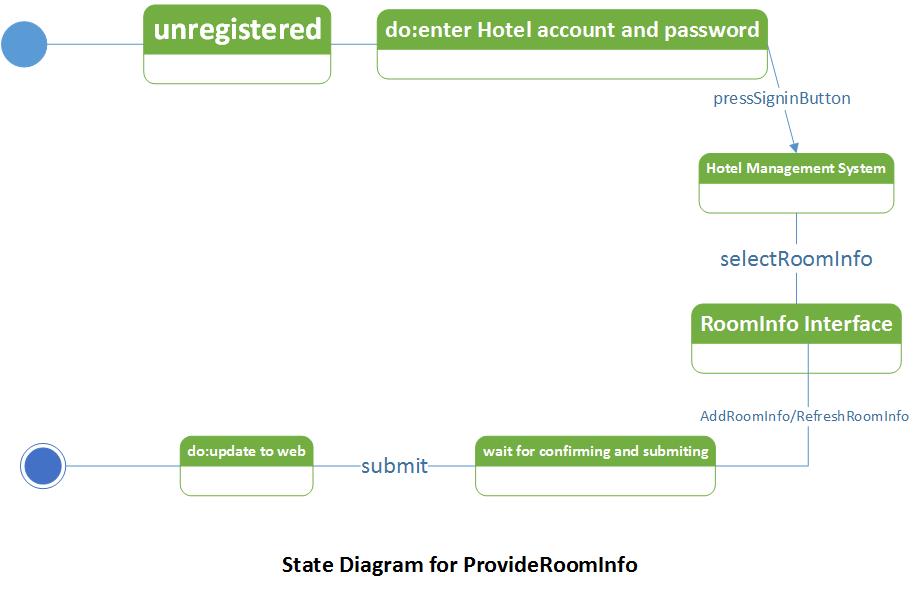 unregistered
do:enter Hotel account and password
pressSigninButton
Hotel Management System
selectRoomInfo
RoomInfo Interface
AddRoomInfo/RefreshRoomInfo
wait for confirming and submiting
submit
do:update to web
State Diagram for ProvideRoomInfo